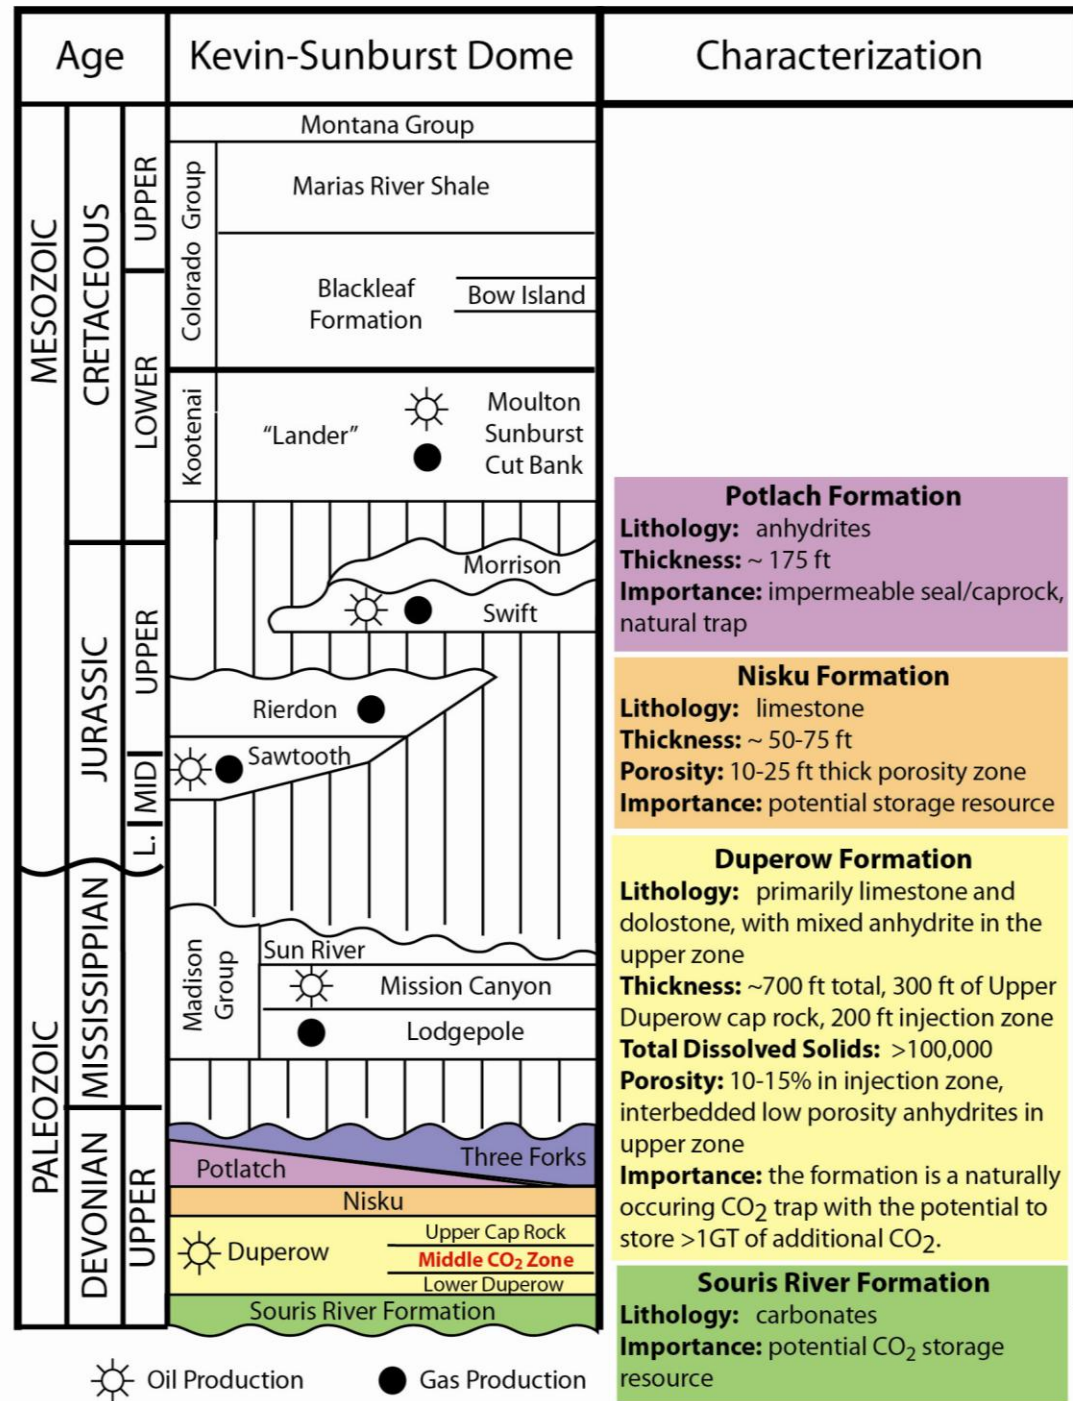 Age
Kevin-Sunburst Dome
Characterization
MESOZOIC
PALEOZOIC
CRETACEOUS
JURASSIC
MISSISSIPPIAN
DEVONIAN
UPPER
LOWER
UPPER
MID
L.
UPPER
Montana Group
Colorado Group
Marias River Shale
Blackleaf
Formation
Bow Island
Kootenai
“Lander”
Moulton
Sunburst
Cut Bank
Morrison
Swift
Rierdon
Sawtooth
Madison
Group
Sun River
Mission Canyon
Lodgepole
Three Forks
Potlatch
Nisku
Duperow
Upper Cap Rock
Middle CO2 Zone
Lower Duperow
Souris River Formation
Oil Production
Gas Production
Potlach Formation
Lithology: anhydrites
Thickness: ~ 175 ft
Importance: impermeable seal/caprock,
natural trap
Nisku Formation
Lithology: limestone
Thickness: ~ 50-75 ft
Porosity: 10-25 ft thick porosity zone
Importance: potential storage resource
Duperow Formation
Lithology: primarily limestone and
dolostone, with mixed anhydrite in the
upper zone
Thickness: ~700 ft total, 300 ft of Upper
Duperow cap rock, 200 ft injection zone
Total Dissolved Solids: >100,000
Porosity: 10-15% in injection zone,
interbedded low porosity anhydrites in
upper zone
Importance: the formation is a naturally
occuring CO2 trap with the potential to
store >1GT of additional CO2.
Souris River Formation
Lithology: carbonates
Importance: potential CO2 storage
resource